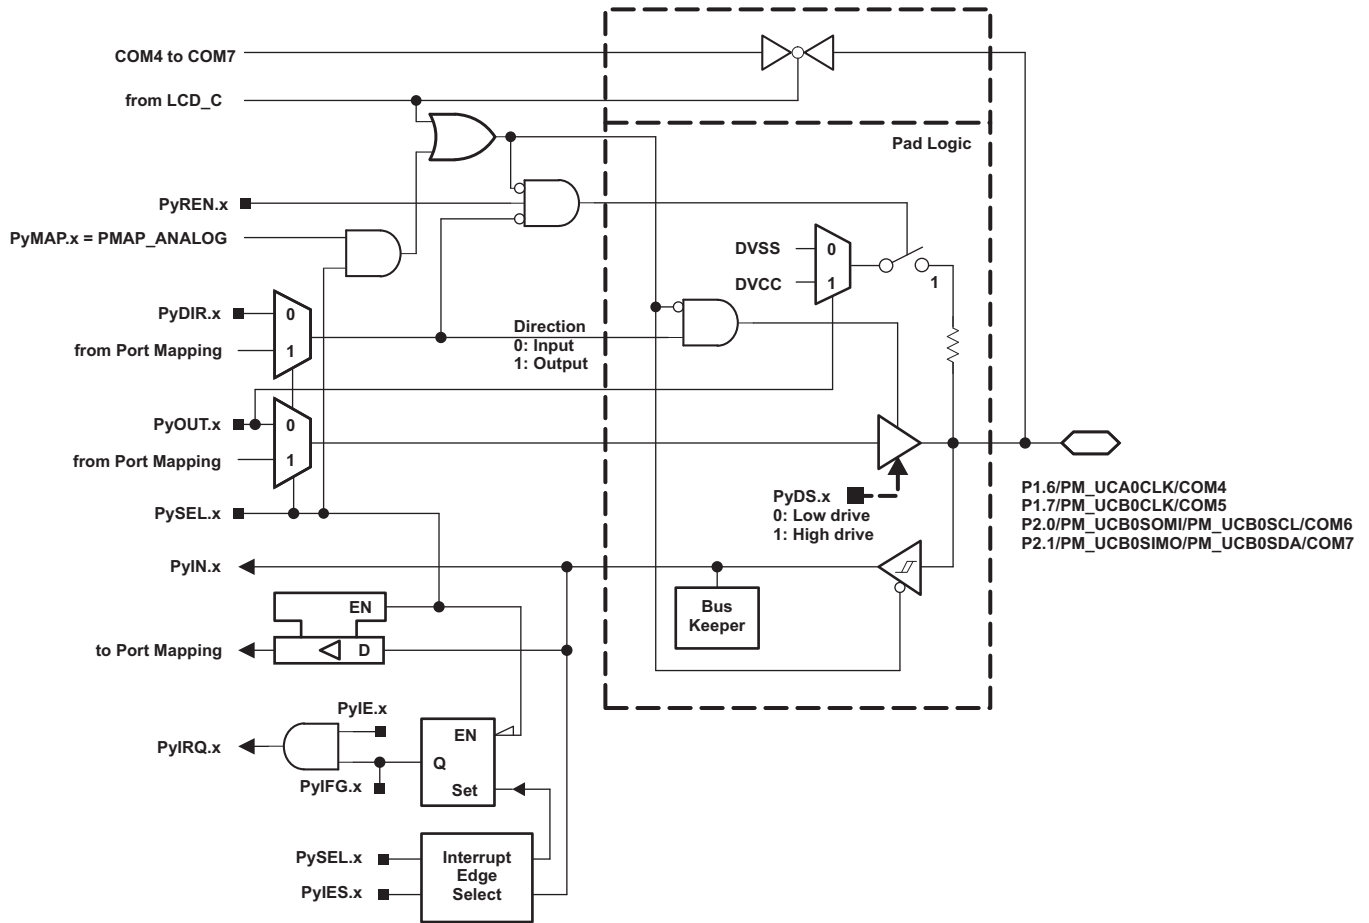 COM4 to COM7
from LCD_C
Pad Logic
PyREN.x
PyMAP.x = PMAP_ANALOG
DVSS
0
DVCC
1
1
PyDIR.x
0
from Port Mapping
1
Direction
0: Input
1: Output
PyOUT.x
0
from Port Mapping
1
PyDS.x
0: Low drive
1: High drive
P1.6/PM_UCA0CLK/COM4
P1.7/PM_UCB0CLK/COM5
P2.0/PM_UCB0SOMI/PM_UCB0SCL/COM6
P2.1/PM_UCB0SIMO/PM_UCB0SDA/COM7
PySEL.x
PyIN.x
Bus
Keeper
EN
to Port Mapping
D
PyIE.x
PyIRQ.x
EN
Q
PyIFG.x
Set
PySEL.x
PyIES.x
Interrupt
Edge
Select